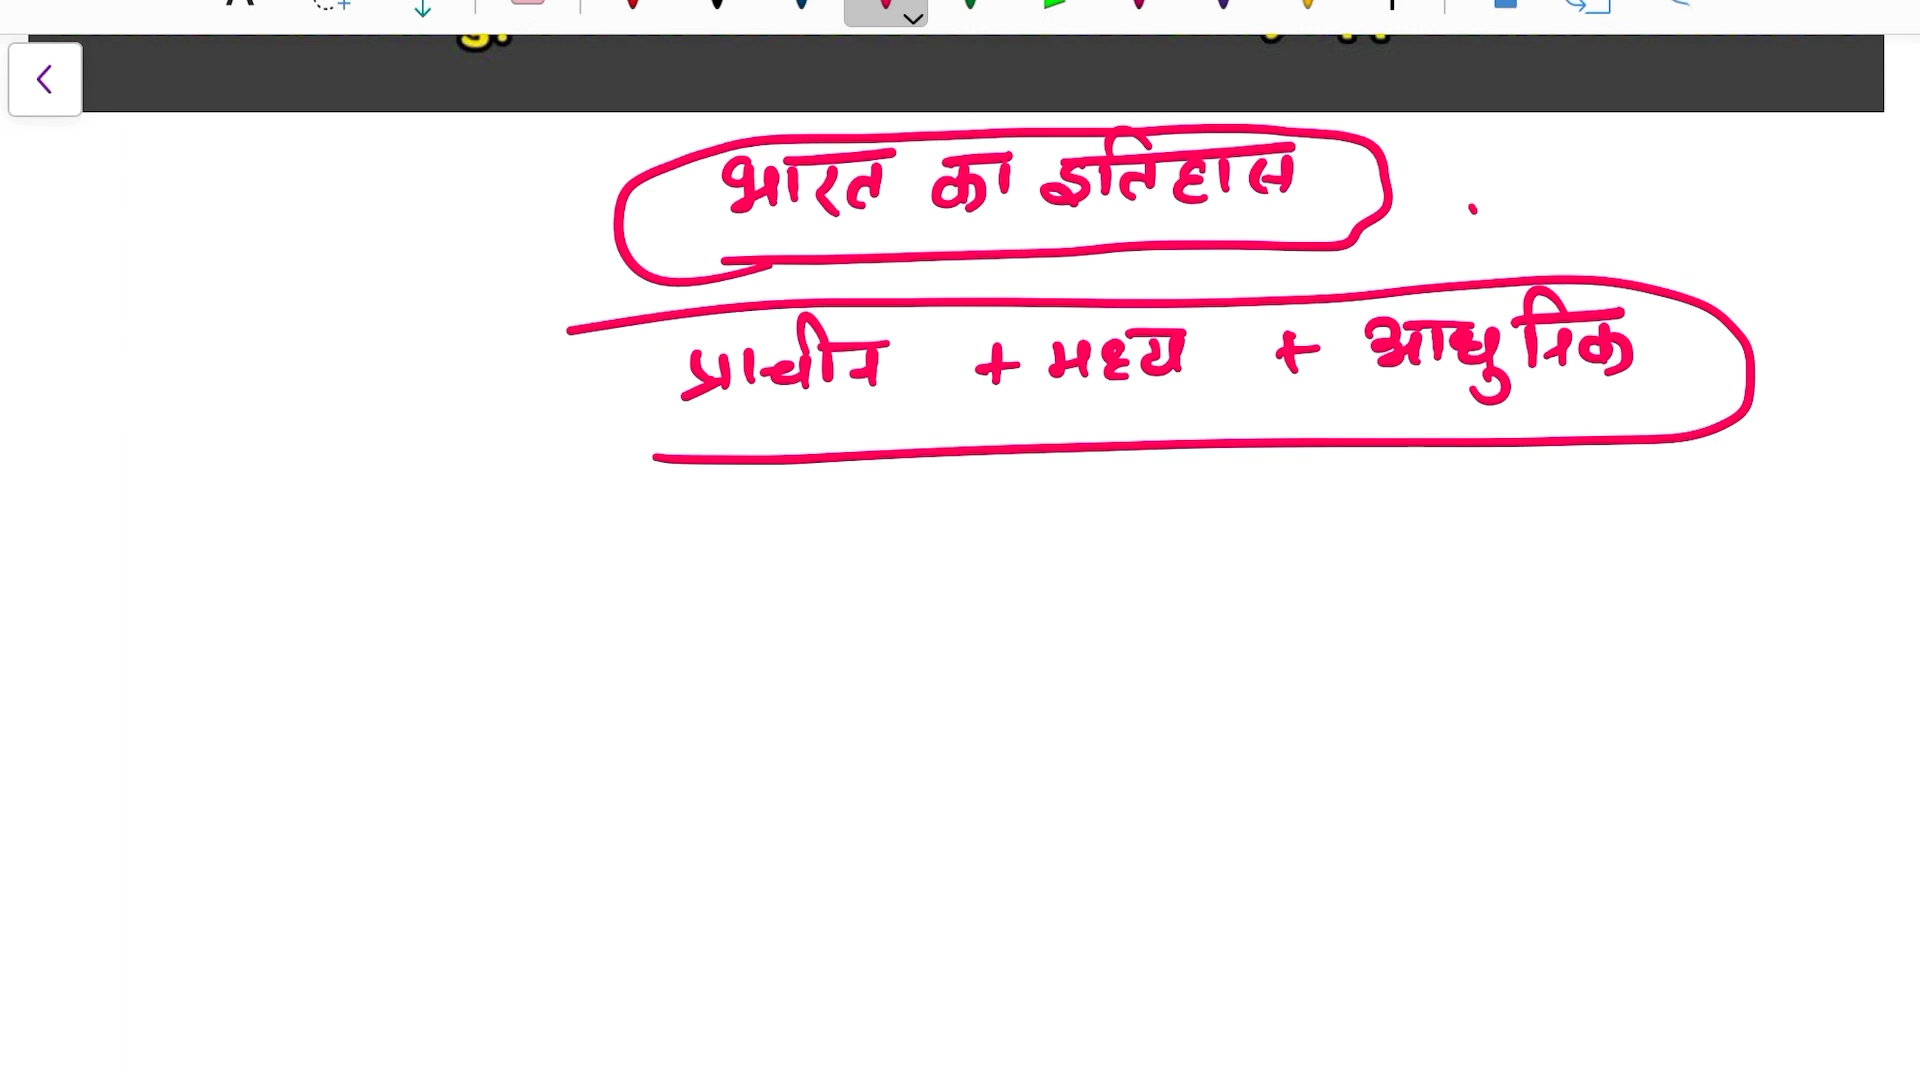 भारत का इतिहास
प्राचीन + मध्य + आधुनिक